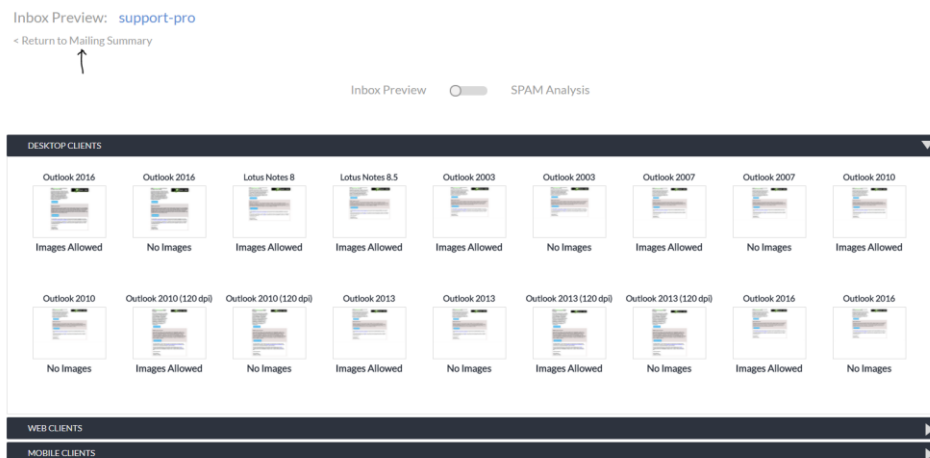 Inbox Preview: support-pro
< Return to Mailing Summary
Inbox Preview SPAM Analysis
DESKTOP CLIENTS
Outlook 2016 Outlook 2016 Lotus Notes 8 Lotus Notes 8.5 Outlook 2003 Outlook 2003 Outlook 2007 Outlook 2007 Outlook 2010
Images Allowed No Images Images Allowed Images Allowed Images Allowed No Images Images Allowed No Images Images Allowed
Outlook 2010 Outlook 2010 (120 dpi) Outlook 2010 (120 dpi) Outlook 2013 Outlook 2013 Outlook 2013 (120 dpi) Outlook 2013 (120 dpi) Outlook 2016 Outlook 2016
No Images Images Allowed No Images Images Allowed No Images Images Allowed No Images Images Allowed No Images
WEB CLIENTS
MOBILE CLIENTS